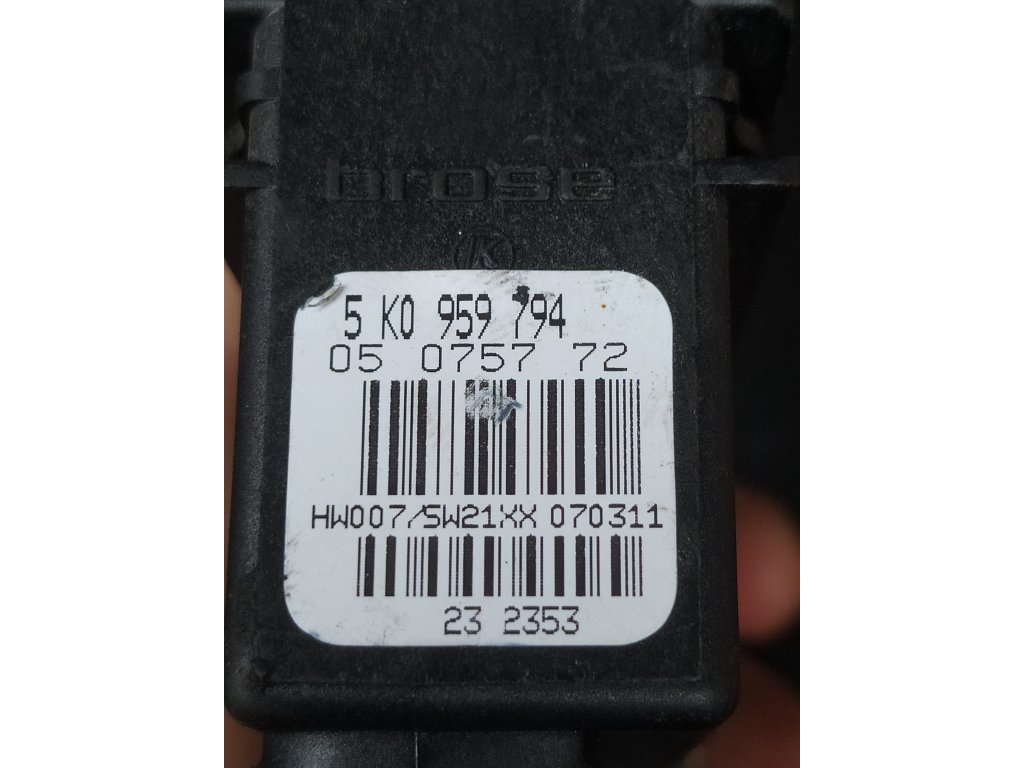 brose
K
5 K0 959 794
05 0757 72
HW007/SW21XX 070311
23 2353